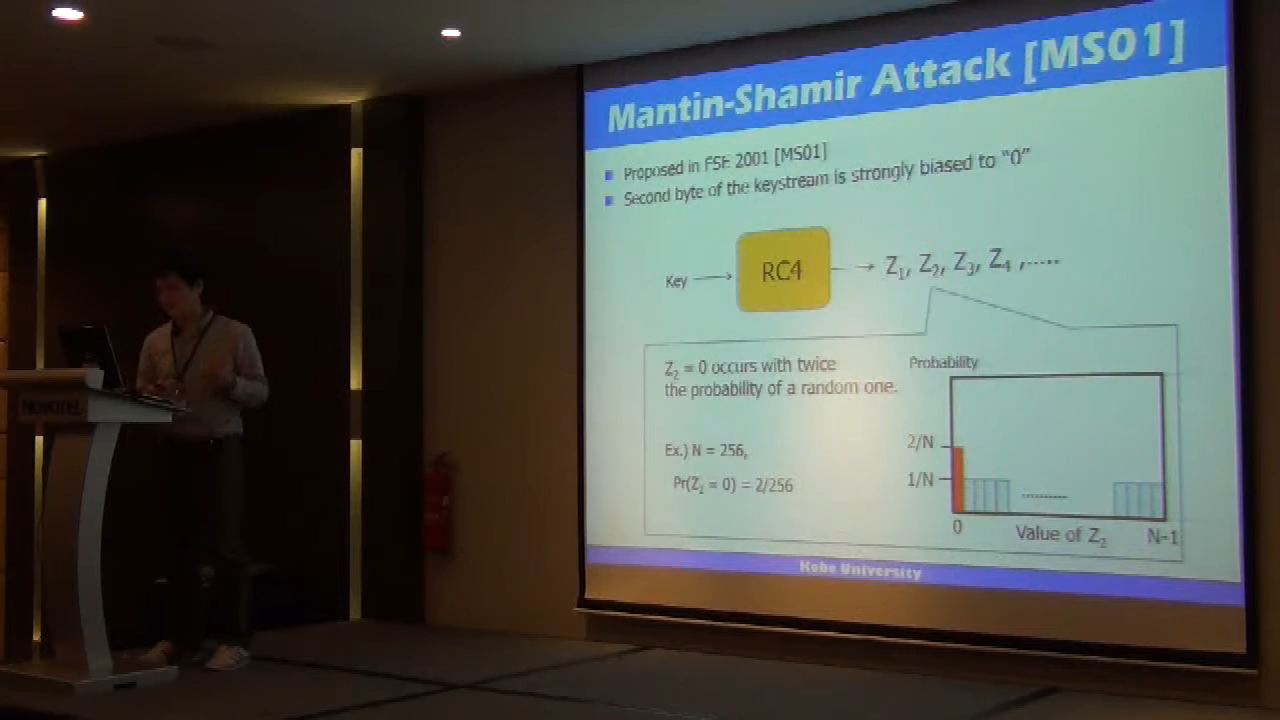 Mantin-Shamir Attack [MS01]
Proposed in FSE 2001 [MS01]
Second byte of the keystream is strongly biased to "0"
Key
RC4
Z1, Z2, Z3, Z4 ,.....
Z2 = 0 occurs with twice
the probability of a random one.
Ex.) N = 256,
Pr(Z2 = 0) = 2/256
Probability
2/N
1/N
..........
0
Value of Z2
N-1
Kobe University
NOVOTEL